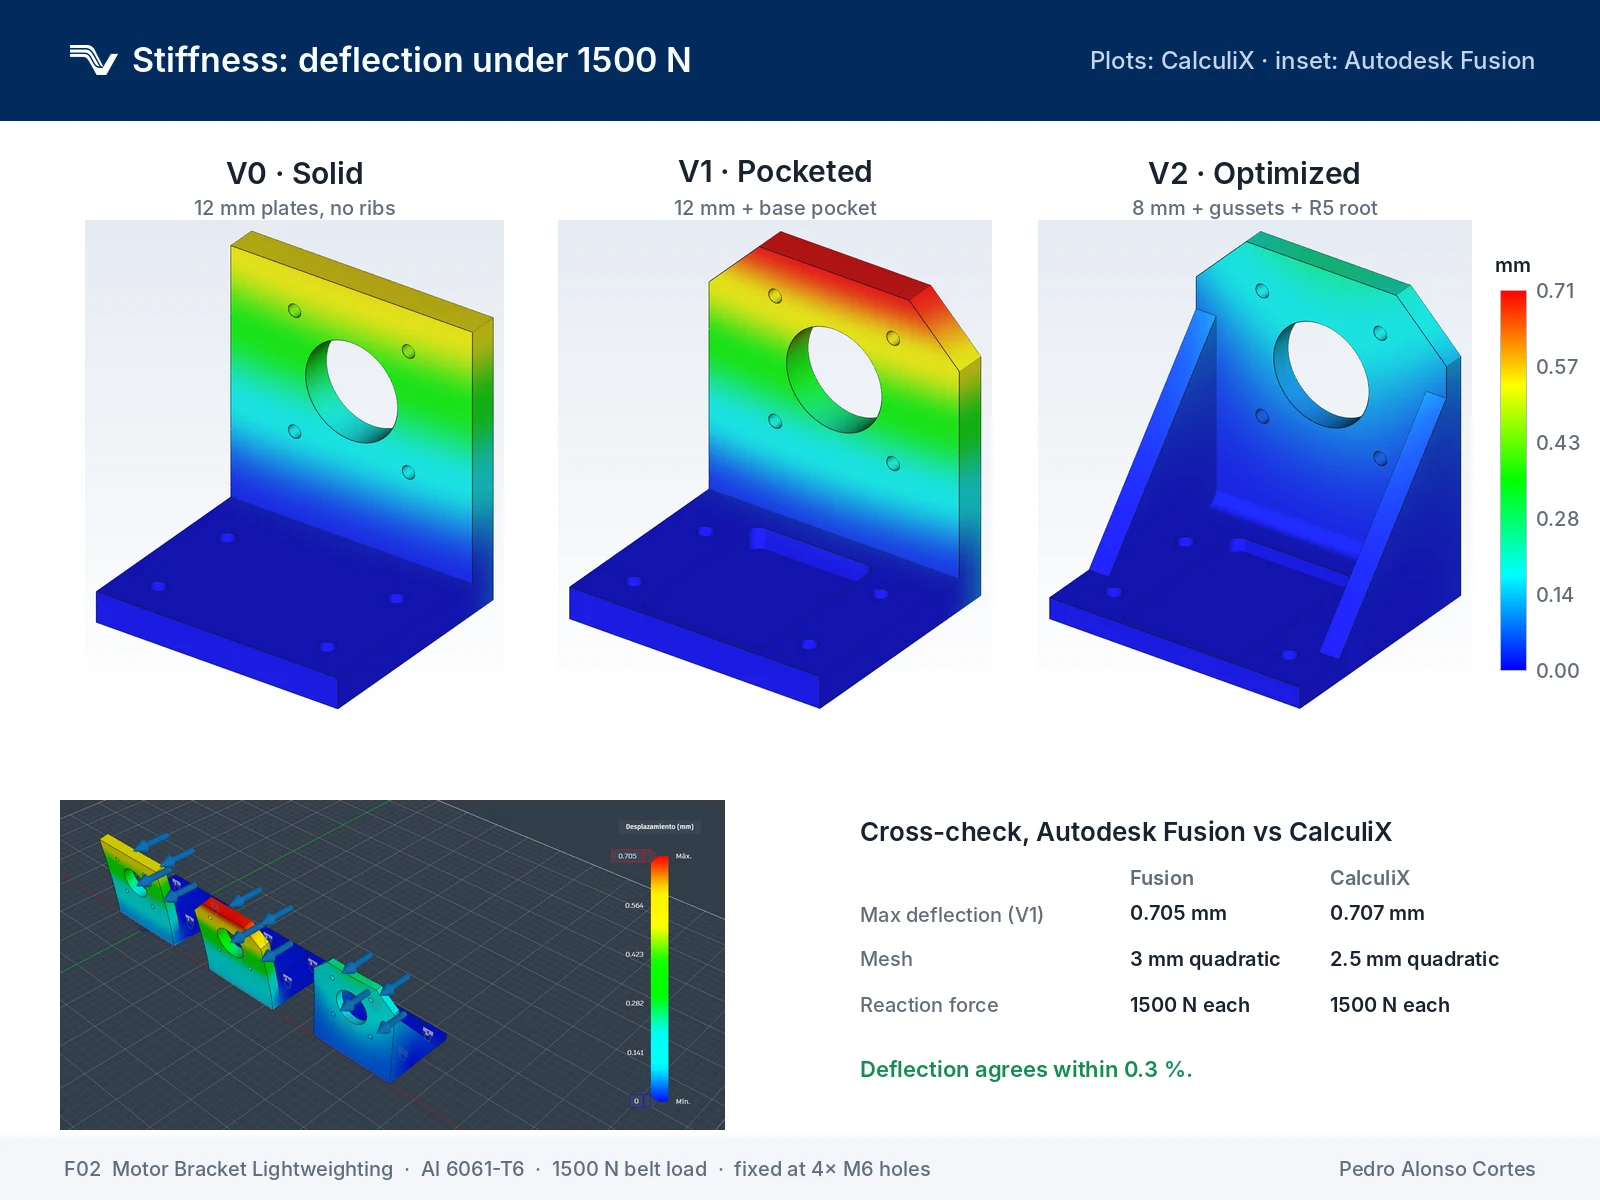 Stiffness: deflection under 1500 N
Plots: CalculiX · inset: Autodesk Fusion
V0 · Solid
12 mm plates, no ribs
V1 · Pocketed
12 mm + base pocket
V2 · Optimized
8 mm + gussets + R5 root
mm
0.71
0.57
0.43
0.28
0.14
0.00
Desplazamiento (mm)
0.705 Máx.
0.564
0.423
0.282
0.141
0 Mín.
Cross-check, Autodesk Fusion vs CalculiX
Fusion CalculiX
Max deflection (V1) 0.705 mm 0.707 mm
Mesh 3 mm quadratic 2.5 mm quadratic
Reaction force 1500 N each 1500 N each
Deflection agrees within 0.3 %.
F02 Motor Bracket Lightweighting · Al 6061-T6 · 1500 N belt load · fixed at 4× M6 holes
Pedro Alonso Cortes